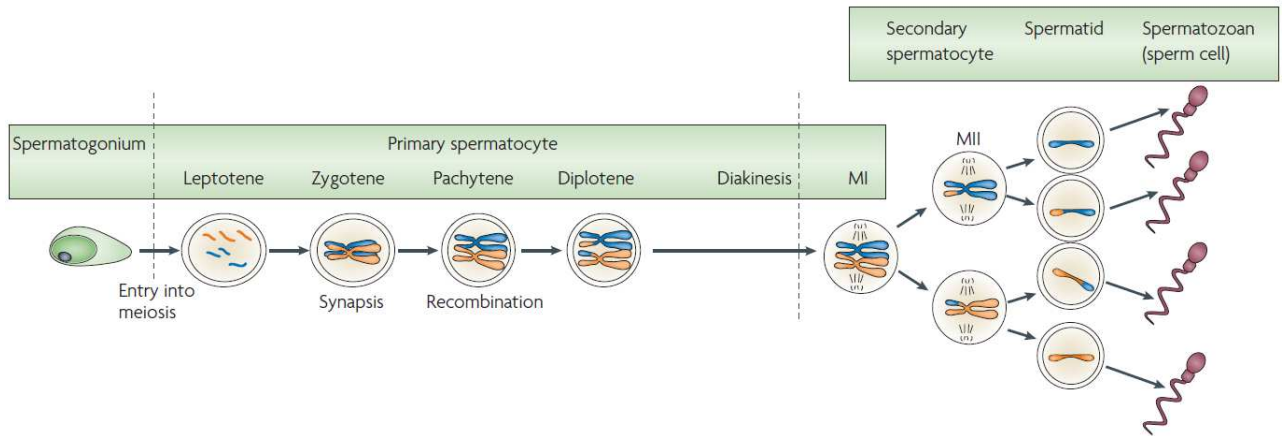 Secondary spermatocyte
Spermatid
Spermatozoan (sperm cell)
Spermatogonium
Primary spermatocyte
Leptotene
Zygotene
Pachytene
Diplotene
Diakinesis
MI
MII
Entry into meiosis
Synapsis
Recombination